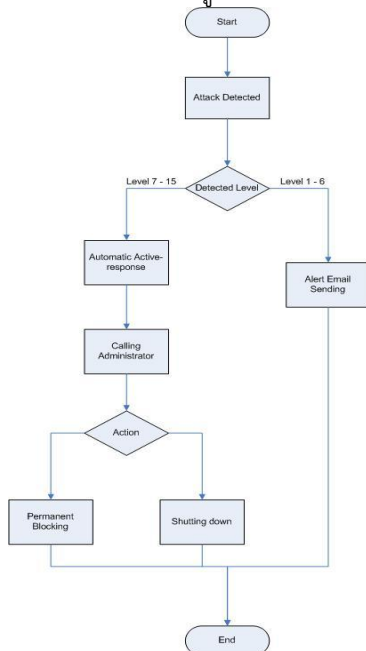 Start
Attack Detected
Level 7 - 15
Detected Level
Level 1 - 6
Automatic Active-
response
Alert Email
Sending
Calling
Administrator
Action
Permanent
Blocking
Shutting down
End